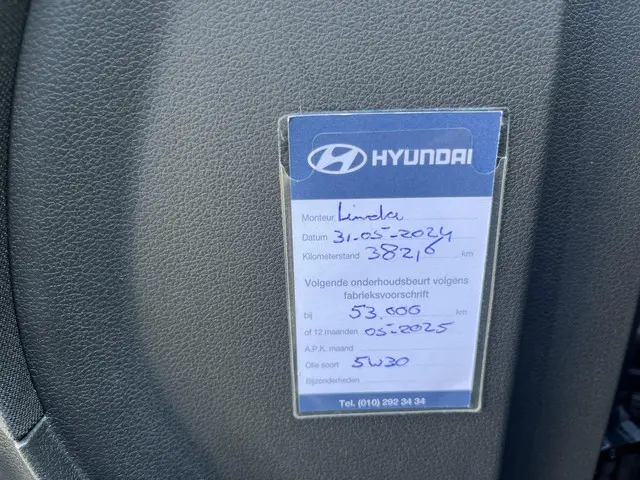 HYUNDAI
Monteur Linda
Datum 31-05-2024
Kilometerstand 38216 km
Volgende onderhoudsbeurt volgens
fabrieksvoorschrift
bij 53.000 km
of 12 maanden 05-2025
A.P.K. maand
Olie soort 5W30
Bijzonderheden
Tel. (010) 292 34 34